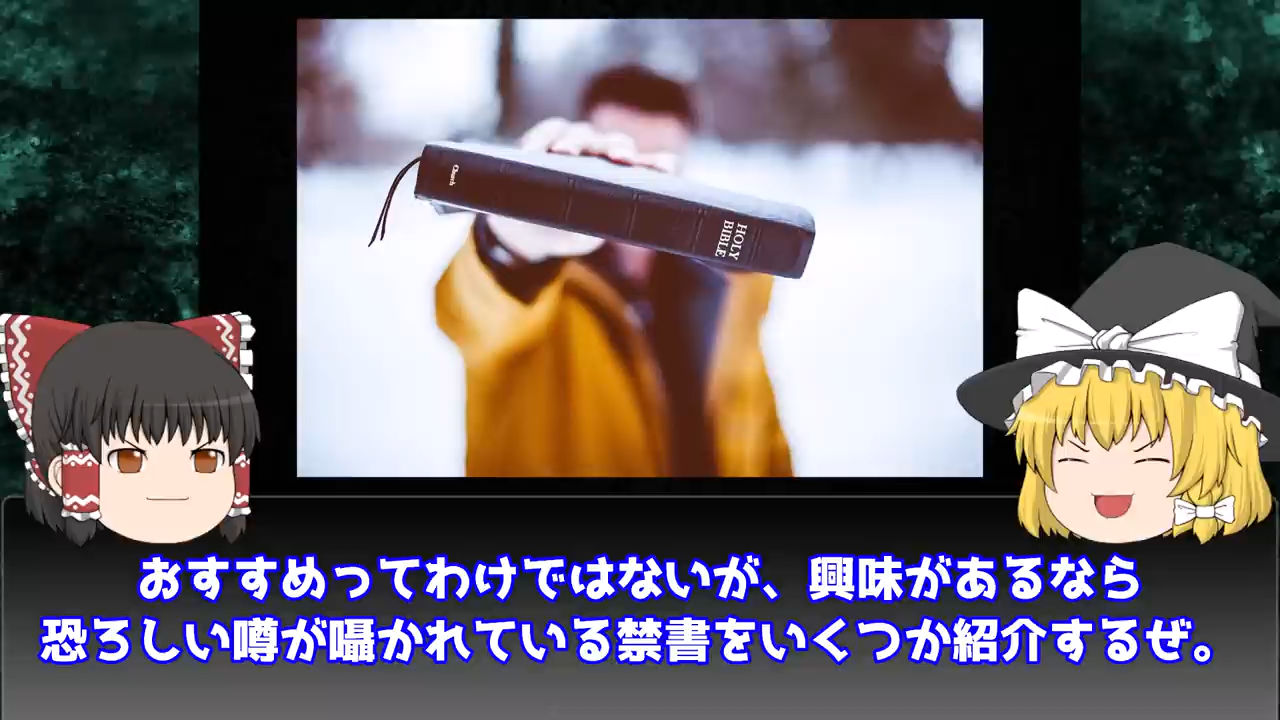 Church
HOLY
BIBLE
おすすめってわけではないが、興味があるなら
恐ろしい噂が囁かれている禁書をいくつか紹介するぜ。